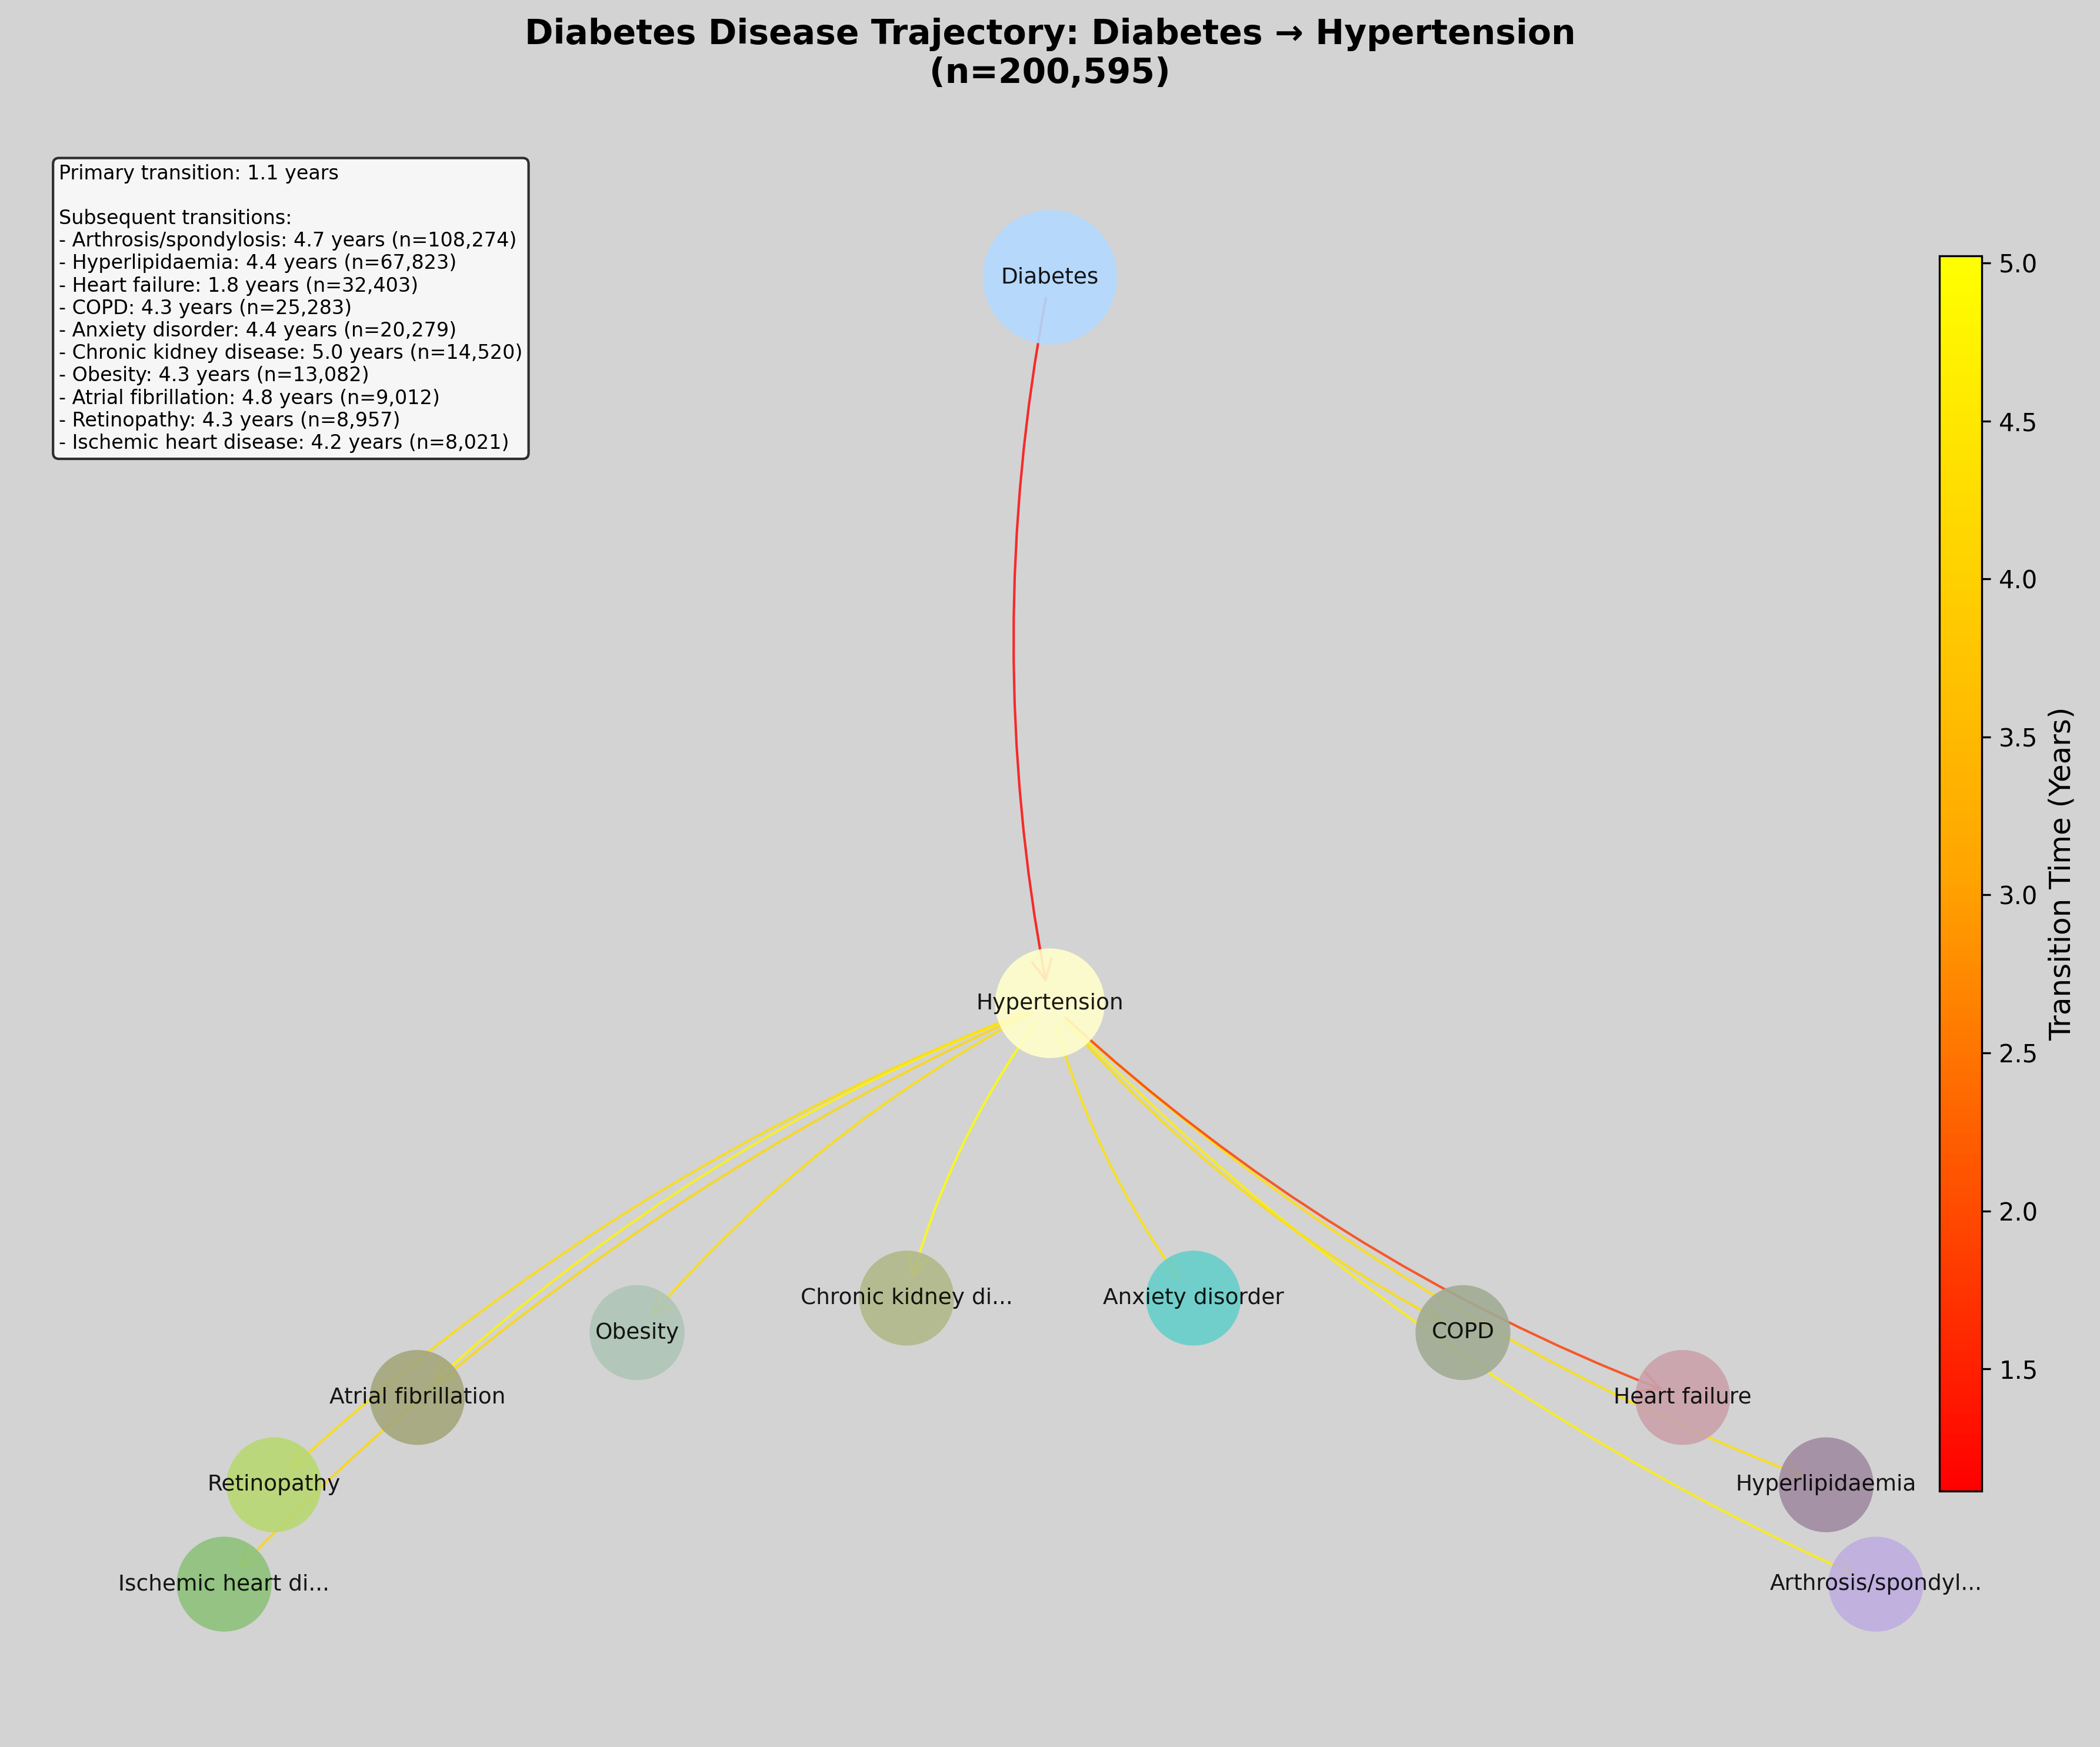 Diabetes Disease Trajectory: Diabetes → Hypertension
(n=200,595)
Primary transition: 1.1 years
Subsequent transitions:
- Arthrosis/spondylosis: 4.7 years (n=108,274)
- Hyperlipidaemia: 4.4 years (n=67,823)
- Heart failure: 1.8 years (n=32,403)
- COPD: 4.3 years (n=25,283)
- Anxiety disorder: 4.4 years (n=20,279)
- Chronic kidney disease: 5.0 years (n=14,520)
- Obesity: 4.3 years (n=13,082)
- Atrial fibrillation: 4.8 years (n=9,012)
- Retinopathy: 4.3 years (n=8,957)
- Ischemic heart disease: 4.2 years (n=8,021)
Diabetes
Hypertension
Chronic kidney di...
Anxiety disorder
Obesity
COPD
Atrial fibrillation
Heart failure
Retinopathy
Hyperlipidaemia
Ischemic heart di...
Arthrosis/spondyl...
5.0
4.5
4.0
3.5
3.0
2.5
2.0
1.5
Transition Time (Years)